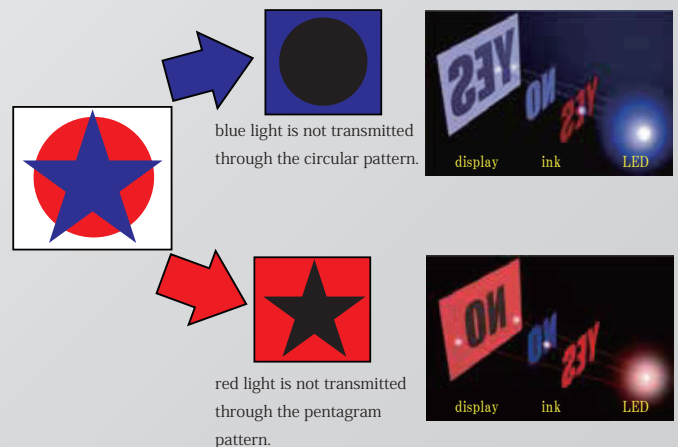 blue light is not transmitted
through the circular pattern.
YES
NO
YES
display ink LED
red light is not transmitted
through the pentagram
pattern.
NO
NO
YES
display ink LED